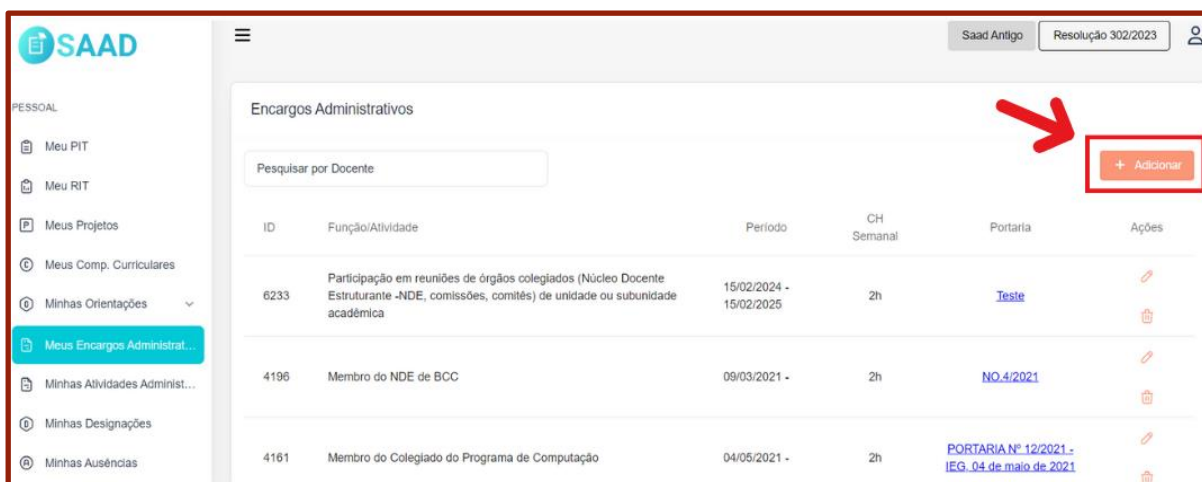 SAAD
Saad Antigo
Resolução 302/2023
PESSOAL
Meu PIT
Meu RIT
Meus Projetos
Meus Comp. Curriculares
Minhas Orientações
Meus Encargos Administrat...
Minhas Atividades Administ...
Minhas Designações
Minhas Ausências
Encargos Administrativos
Pesquisar por Docente
+ Adicionar
ID Função/Atividade Período CH Semanal Portaria Ações
6233
Participação em reuniões de órgãos colegiados (Núcleo Docente
Estruturante -NDE, comissões, comitês) de unidade ou subunidade
acadêmica
15/02/2024 -
15/02/2025
2h
Teste
4196 Membro do NDE de BCC 09/03/2021 - 2h NO.4/2021
4161 Membro do Colegiado do Programa de Computação 04/05/2021 - 2h
PORTARIA Nº 12/2021 -
IEG, 04 de maio de 2021